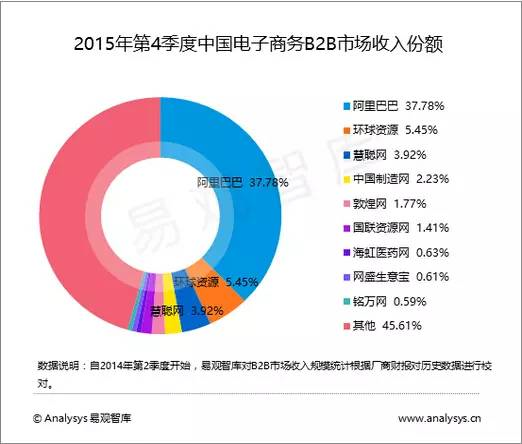 2015年第4季度中国电子商务B2B市场收入份额
阿里巴巴 37.78%
环球资源 5.45%
慧聪网 3.92%
阿里巴巴 37.78%
环球资源 5.45%
慧聪网 3.92%
中国制造网 2.23%
敦煌网 1.77%
国联资源网 1.41%
海虹医药网 0.63%
网盛生意宝 0.61%
铭万网 0.59%
其他 45.61%
易观智库
数据说明：自2014年第2季度开始，易观智库对B2B市场收入规模统计根据厂商财报对历史数据进行校
对。
© Analysys 易观智库
www.analysys.cn